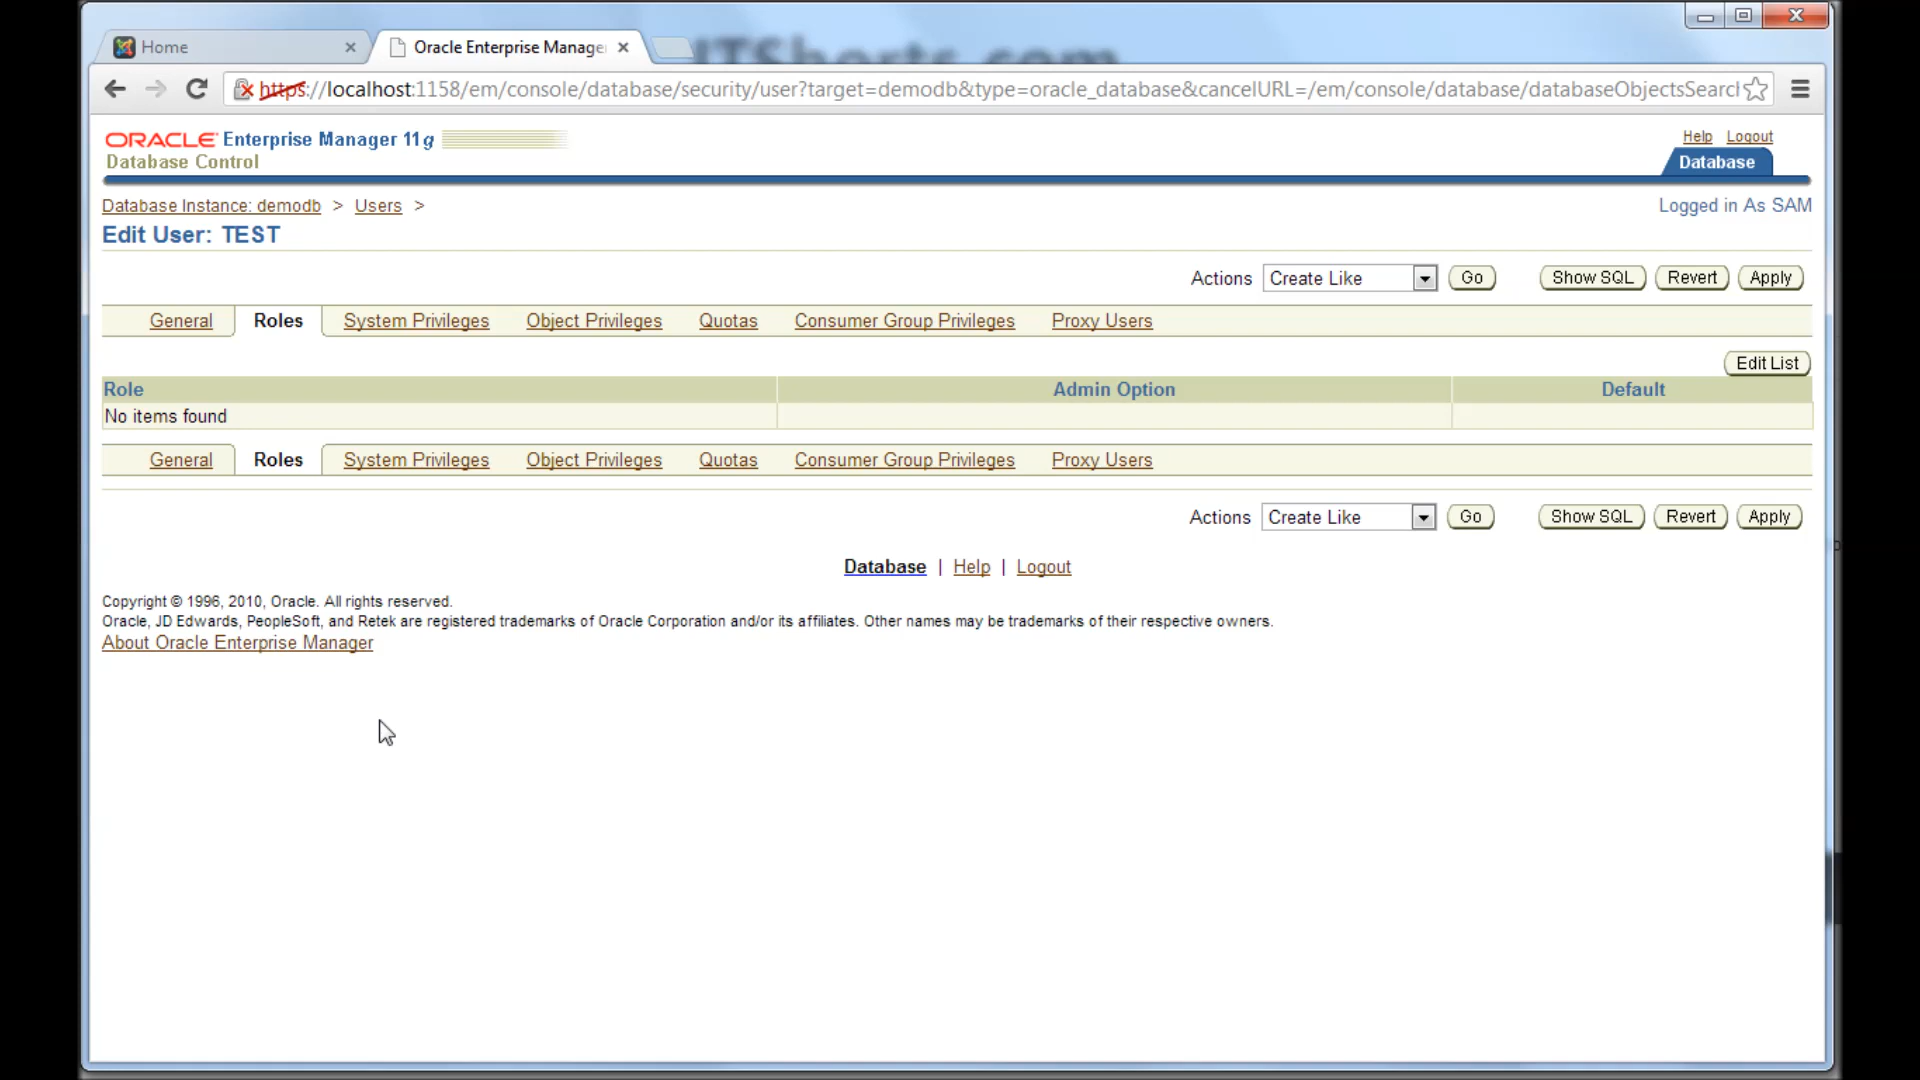 ITShorts.com
Home
Oracle Enterprise Manage
https://localhost:1158/em/console/database/security/user?target=demodb&type=oracle_database&cancelURL=/em/console/database/databaseObjectsSearch
ORACLE Enterprise Manager 11g
Database Control
Help Logout
Database
Database Instance: demodb > Users >
Logged in As SAM
Edit User: TEST
Actions Create Like Go Show SQL Revert Apply
General Roles System Privileges Object Privileges Quotas Consumer Group Privileges Proxy Users
Edit List
Role Admin Option Default
No items found
General Roles System Privileges Object Privileges Quotas Consumer Group Privileges Proxy Users
Actions Create Like Go Show SQL Revert Apply
Database | Help | Logout
Copyright © 1996, 2010, Oracle. All rights reserved.
Oracle, JD Edwards, PeopleSoft, and Retek are registered trademarks of Oracle Corporation and/or its affiliates. Other names may be trademarks of their respective owners.
About Oracle Enterprise Manager